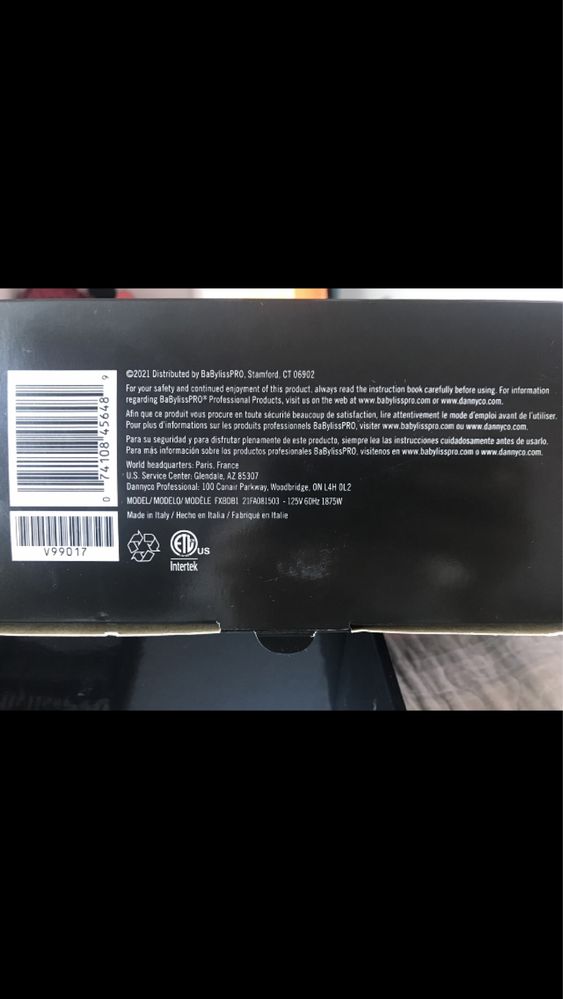 ©2021 Distributed by BaBylissPRO, Stamford, CT 06902
For your safety and continued enjoyment of this product, always read the instruction book carefully before using. For information
regarding BaBylissPRO® Professional Products, visit us on the web at www.babylisspro.com or www.dannyco.com.
Afin que ce produit vous procure en toute sécurité beaucoup de satisfaction, lire attentivement le mode d'emploi avant de l'utiliser.
Pour plus d'informations sur les produits professionnels BaBylissPRO, visiter www.babylisspro.com ou www.dannyco.com.
Para su seguridad y para disfrutar plenamente de este producto, siempre lea las instrucciones cuidadosamente antes de usarlo.
Para más información sobre los productos profesionales BaBylissPRO, visítenos en www.babylisspro.com o www.dannyco.com.
World headquarters: Paris, France
U.S. Service Center: Glendale, AZ 85307
Dannyco Professional: 100 Canair Parkway, Woodbridge, ON L4H 0L2
MODEL/ MODELO/ MODÈLE FXBDB1 21FA081503 - 125V 60Hz 1875W
Made in Italy / Hecho en Italia / Fabriqué en Italie
0 74108 45648 9
V99017
ETL US
Intertek